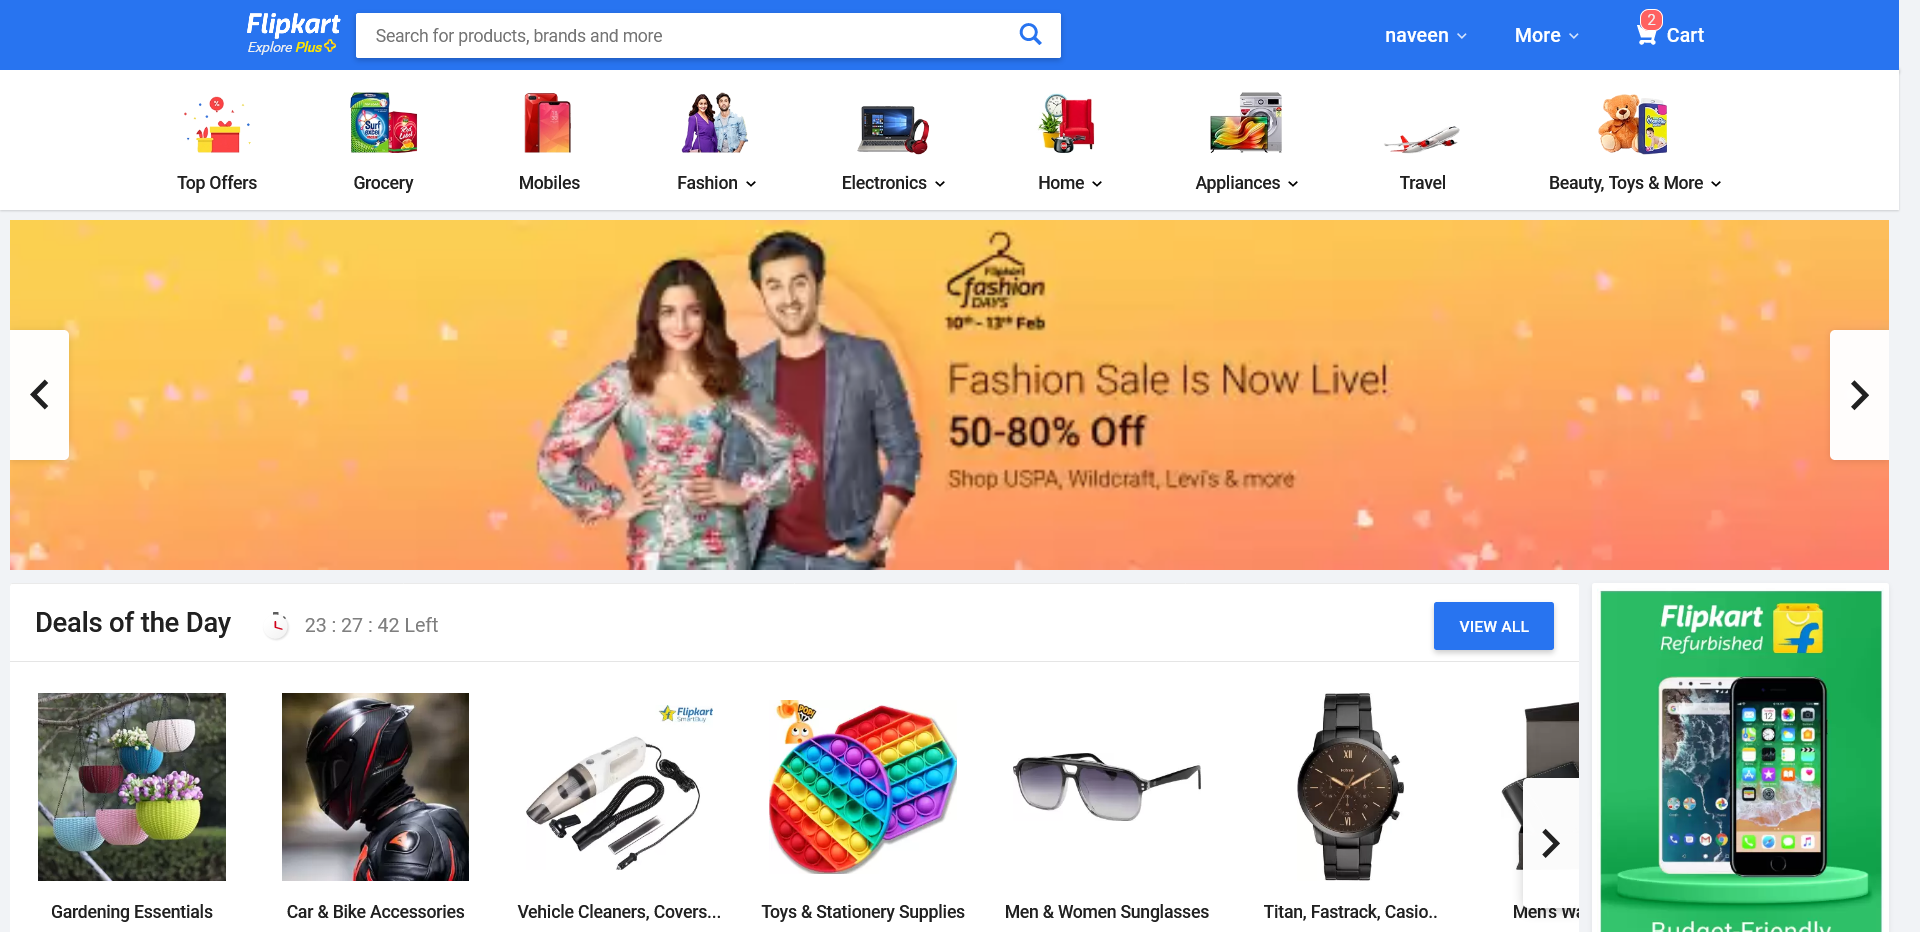 Flipkart
Explore Plus
Search for products, brands and more
naveen
More
2
Cart
Top Offers
Grocery
Mobiles
Fashion
Electronics
Home
Appliances
Travel
Beauty, Toys & More
Flipkart
fashion
DAYS
10th - 13th Feb
Fashion Sale Is Now Live!
50-80% Off
Shop USPA, Wildcraft, Levi's & more
Deals of the Day
23 : 27 : 42 Left
VIEW ALL
Flipkart
Refurbished
Flipkart
SmartBuy
POP!
Gardening Essentials
Car & Bike Accessories
Vehicle Cleaners, Covers...
Toys & Stationery Supplies
Men & Women Sunglasses
Titan, Fastrack, Casio..
Men's wa
Budget Friendly